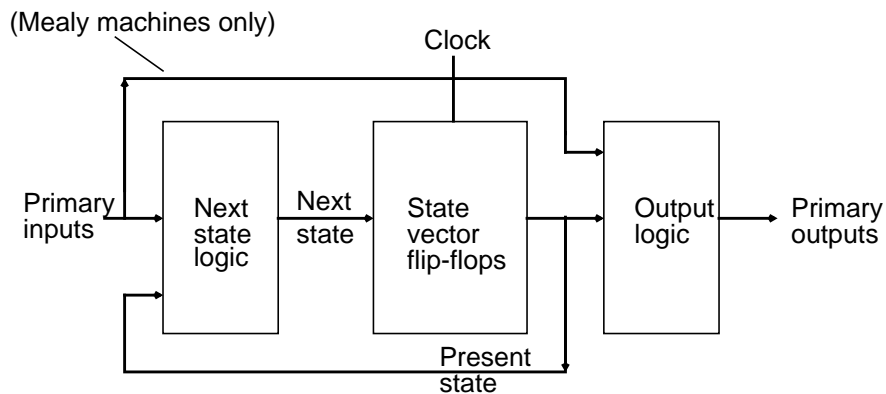 (Mealy machines only)
Clock
Primary
inputs
Next
state
logic
Next
state
State
vector
flip-flops
Output
logic
Primary
outputs
Present
state